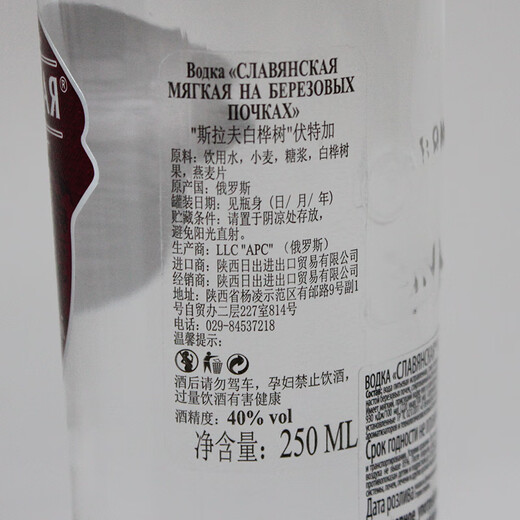 Водка «СЛАВЯНСКАЯ
МЯГКАЯ НА БЕРЕЗОВЫХ
ПОЧКАХ»
"斯拉夫白桦树"伏特加
原料：饮用水，小麦，糖浆，白桦树
果，燕麦片
原产国：俄罗斯
罐装日期：见瓶身（日/月/年）
贮藏条件：请置于阴凉处存放，
避免阳光直射。
生产商：LLC "APC"（俄罗斯）
进口商：陕西日出进出口贸易有限公司
经销商：陕西日出进出口贸易有限公司
地址：陕西省杨凌示范区有邰路9号副1
号自贸办二层227室814号
电话：029-84537218
温馨提示：
酒后请勿驾车，孕妇禁止饮酒，
过量饮酒有害健康
酒精度：40% vol
净含量：250 ML
ВОДКА «СЛАВЯНСКАЯ
Состав: вода
Срок годности не
Дата розлива